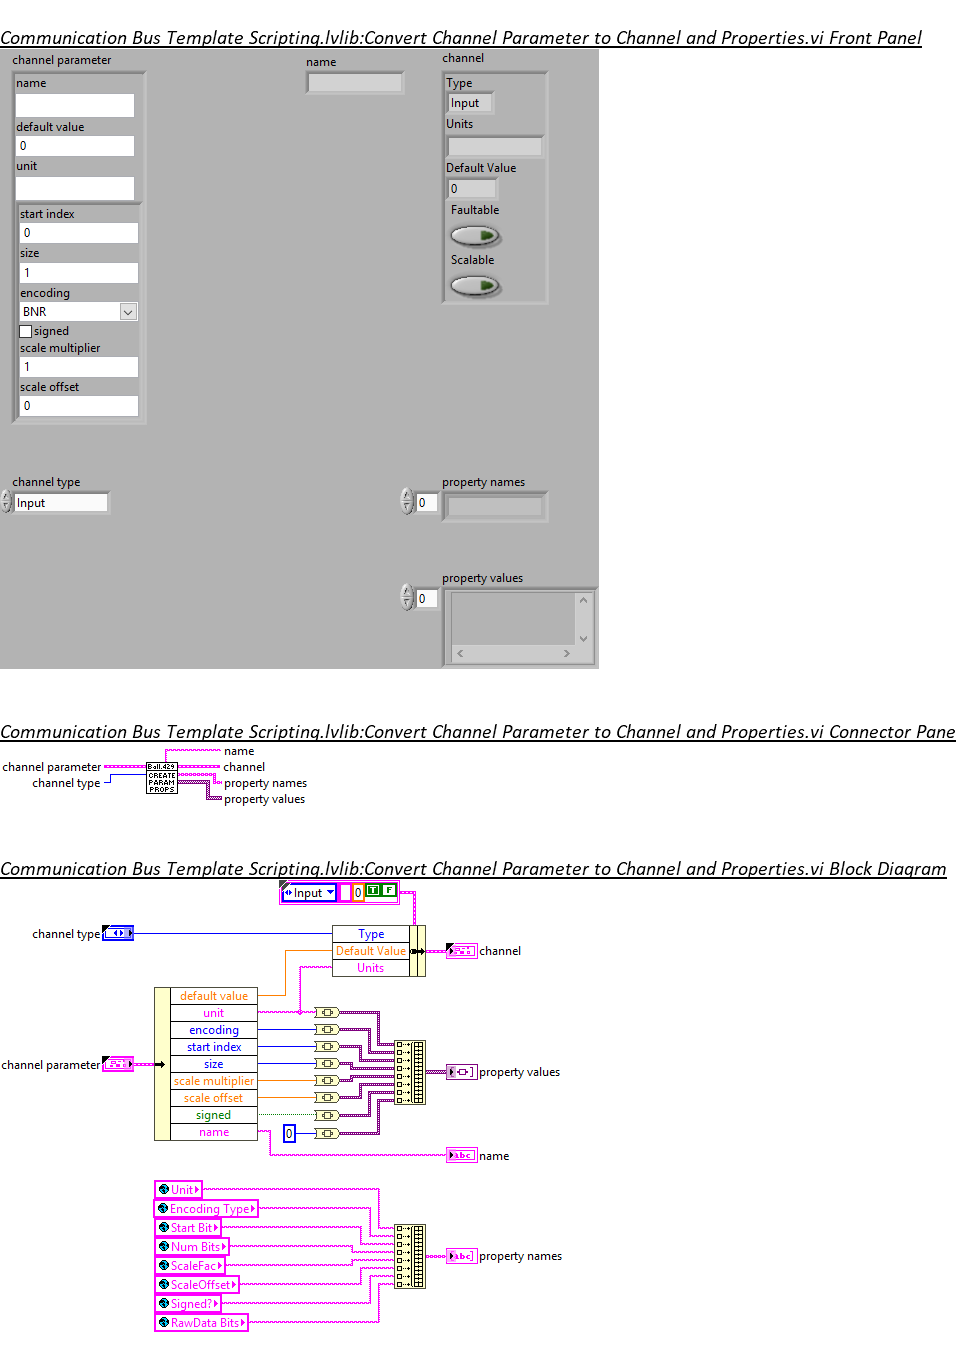 Communication Bus Template Scripting.lvlib:Convert Channel Parameter to Channel and Properties.vi Front Panel
channel parameter
name
default value
0
unit
start index
0
size
1
encoding
BNR
signed
scale multiplier
1
scale offset
0
name
channel
Type
Input
Units
Default Value
0
Faultable
Scalable
channel type
Input
property names
0
property values
0
Communication Bus Template Scripting.lvlib:Convert Channel Parameter to Channel and Properties.vi Connector Pane
name
channel parameter
channel
channel type
property names
property values
Ball.429
CREATE
PARAM
PROPS
Communication Bus Template Scripting.lvlib:Convert Channel Parameter to Channel and Properties.vi Block Diagram
Input 0 T F
channel type
Type
Default Value
Units
channel
channel parameter
default value
unit
encoding
start index
size
scale multiplier
scale offset
signed
name
0
property values
abc name
Unit
Encoding Type
Start Bit
Num Bits
ScaleFac
ScaleOffset
Signed?
RawData Bits
abc property names